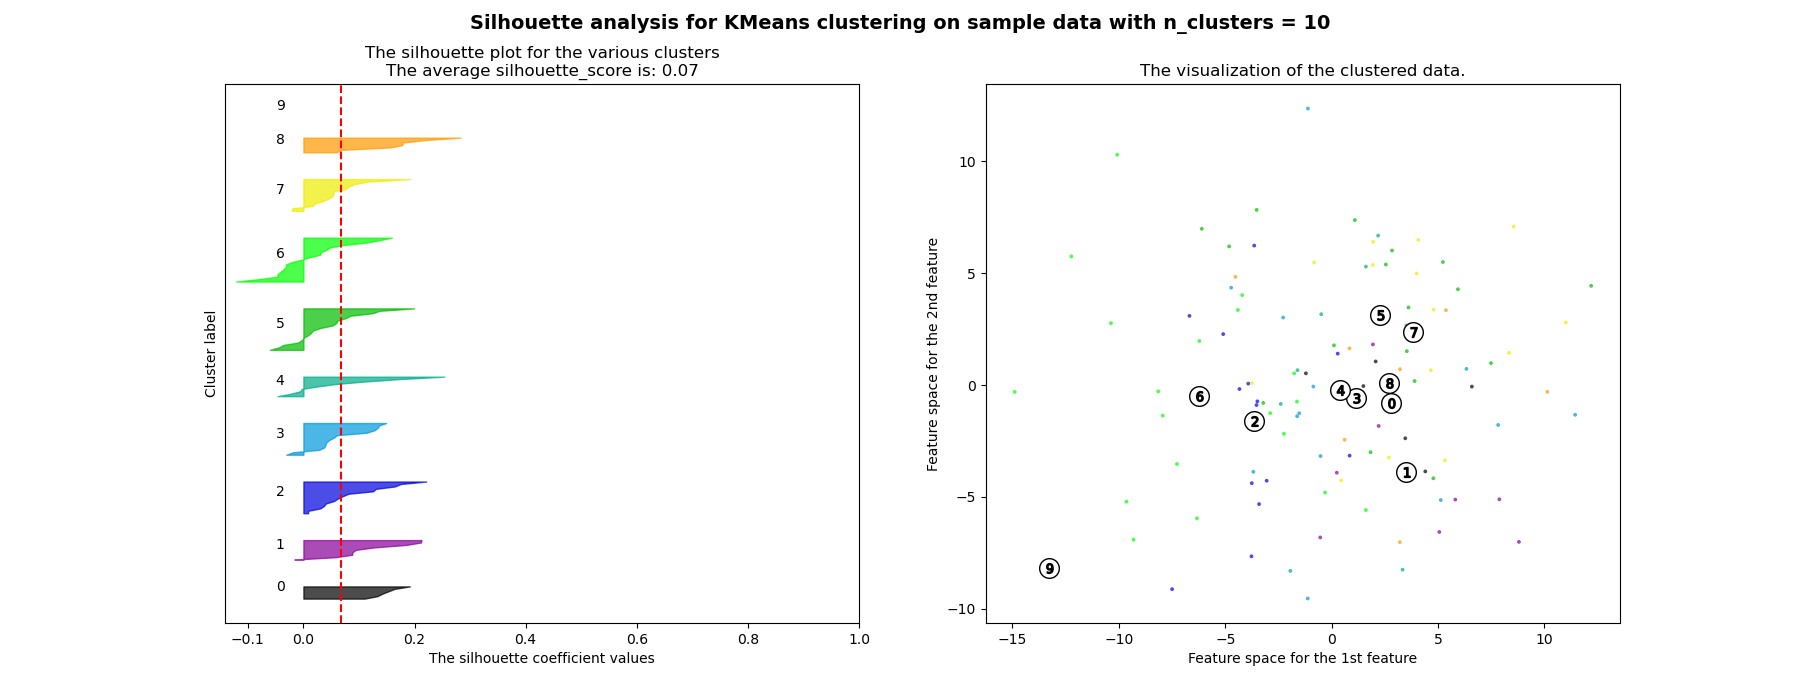 Silhouette analysis for KMeans clustering on sample data with n_clusters = 10
The silhouette plot for the various clusters
The average silhouette_score is: 0.07
9
8
7
6
5
4
3
2
1
0
Cluster label
−0.1 0.0 0.2 0.4 0.6 0.8 1.0
The silhouette coefficient values
The visualization of the clustered data.
10
5
0
−5
−10
Feature space for the 2nd feature
5
7
8
4
3
0
6
2
1
9
−15 −10 −5 0 5 10
Feature space for the 1st feature